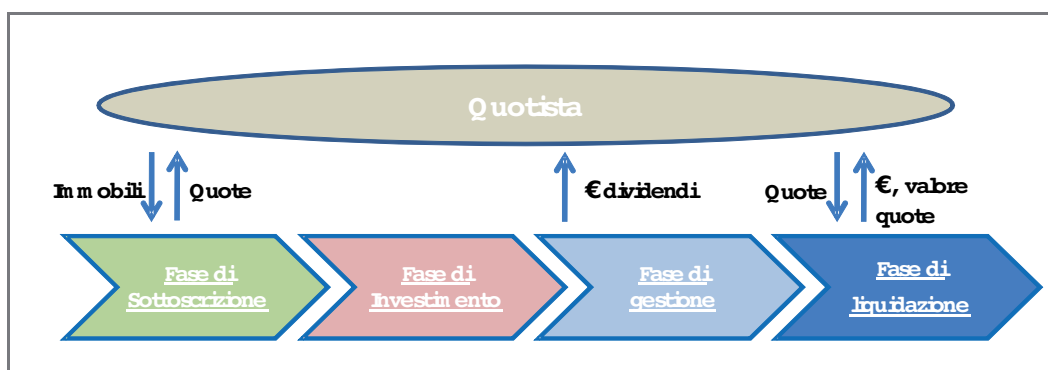 Quotista
Immobili
Quote
€ dividendi
Quote
€, valore
quote
Fase di
Sottoscrizione
Fase di
Investimento
Fase di
gestione
Fase di
liquidazione